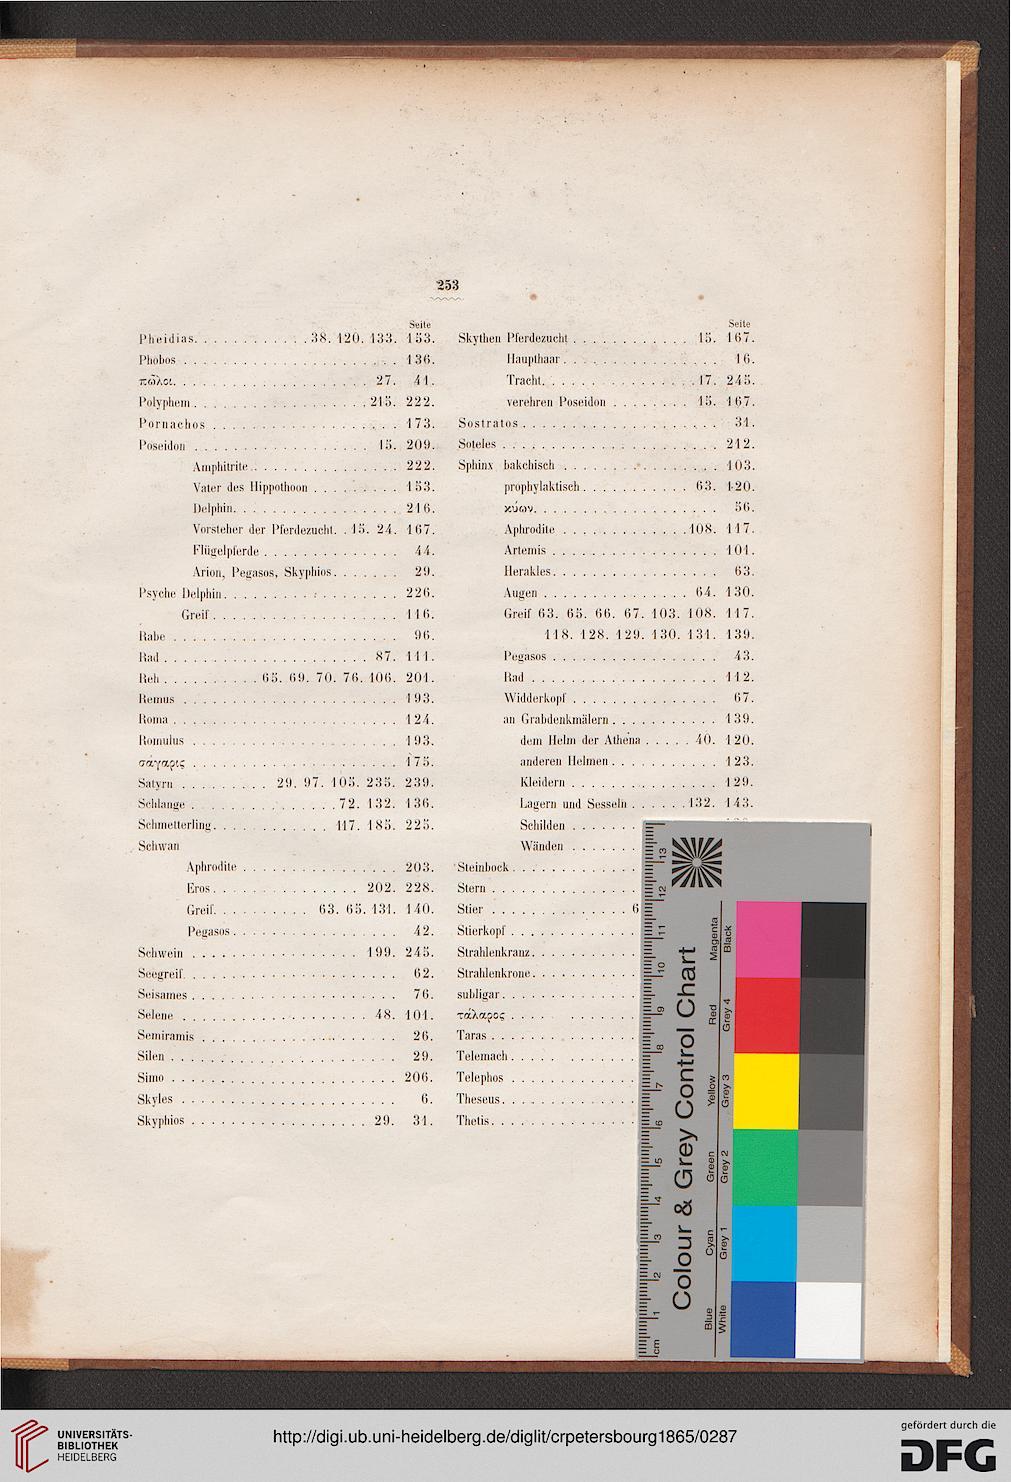 253
Seite
Pheidias. . . . . . . . . . . . 38. 120. 133. 153.
Phobos . . . . . . . . . . . . . . . . . . . . . 136.
πῶλοι. . . . . . . . . . . . . . . . . . . . 27. 41.
Polyphem . . . . . . . . . . . . . . . . . . 215. 222.
Pornachos . . . . . . . . . . . . . . . . . . . 173.
Poseidon . . . . . . . . . . . . . . . . . . . 15. 209.
Amphitrite . . . . . . . . . . . . . . . 222.
Vater des Hippothoon . . . . . . . . . 153.
Delphin. . . . . . . . . . . . . . . . . 216.
Vorsteher der Pferdezucht. . 15. 24. 167.
Flügelpferde . . . . . . . . . . . . . . 44.
Arion, Pegasos, Skyphios . . . . . . . 29.
Psyche Delphin. . . . . . . . . . . . . . . . . . 226.
Greif . . . . . . . . . . . . . . . . . . . 116.
Rabe . . . . . . . . . . . . . . . . . . . . . . . 96.
Rad . . . . . . . . . . . . . . . . . . . . . 87. 111.
Reh . . . . . . . . . . 65. 69. 70. 76. 106. 201.
Remus . . . . . . . . . . . . . . . . . . . . . . 193.
Roma . . . . . . . . . . . . . . . . . . . . . . . 124.
Romulus . . . . . . . . . . . . . . . . . . . . . 193.
σάγαρις . . . . . . . . . . . . . . . . . . . . . 175.
Satyrn . . . . . . . . . 29. 97. 105. 235. 239.
Schlange . . . . . . . . . . . . . . . 72. 132. 136.
Schmetterling. . . . . . . . . . . . 117. 185. 225.
Schwan
Aphrodite . . . . . . . . . . . . . . . . 203.
Eros . . . . . . . . . . . . . . . 202. 228.
Greif. . . . . . . . . . 63. 65. 131. 140.
Pegasos . . . . . . . . . . . . . . . . . 42.
Schwein . . . . . . . . . . . . . . . . . 199. 245.
Seegreif. . . . . . . . . . . . . . . . . . . . . . 62.
Seisames . . . . . . . . . . . . . . . . . . . . . 76.
Selene . . . . . . . . . . . . . . . . . . . 48. 101.
Semiramis . . . . . . . . . . . . . . . . . . . . 26.
Silen . . . . . . . . . . . . . . . . . . . . . . . 29.
Simo . . . . . . . . . . . . . . . . . . . . . . . 206.
Skyles . . . . . . . . . . . . . . . . . . . . . . 6.
Skyphios . . . . . . . . . . . . . . . . . . 29. 31.
Seite
Skythen Pferdezucht . . . . . . . . . . . . 15. 167.
Haupthaar . . . . . . . . . . . . . . . . 16.
Tracht. . . . . . . . . . . . . . . . 17. 245.
verehren Poseidon . . . . . . . . 15. 167.
Sostratos . . . . . . . . . . . . . . . . . . . . 31.
Soteles . . . . . . . . . . . . . . . . . . . . . . 212.
Sphinx bakchisch . . . . . . . . . . . . . . . . 103.
prophylaktisch . . . . . . . . . . . 63. 120.
κύων. . . . . . . . . . . . . . . . . . . 56.
Aphrodite . . . . . . . . . . . . . 108. 117.
Artemis . . . . . . . . . . . . . . . . . 101.
Herakles . . . . . . . . . . . . . . . . . 63.
Augen . . . . . . . . . . . . . . . 64. 130.
Greif 63. 65. 66. 67. 103. 108. 117.
118. 128. 129. 130. 131. 139.
Pegasos . . . . . . . . . . . . . . . . . 43.
Rad . . . . . . . . . . . . . . . . . . . 112.
Widderkopf . . . . . . . . . . . . . . . 67.
an Grabdenkmälern . . . . . . . . . . . 139.
dem Helm der Athena . . . . . 40. 120.
anderen Helmen . . . . . . . . . . . 123.
Kleidern . . . . . . . . . . . . . . . 129.
Lagern und Sesseln . . . . . . 132. 143.
Schilden . . . . . . .
Wänden . . . . . . .
Steinbock . . . . . . . . . . . . .
Stern . . . . . . . . . . . . . . .
Stier . . . . . . . . . . . . . . . 6
Stierkopf . . . . . . . . . . . . .
Strahlenkranz. . . . . . . . . . .
Strahlenkrone. . . . . . . . . . .
subligar . . . . . . . . . . . . . .
τάλαρος . . . . . . . . . . . . .
Taras . . . . . . . . . . . . . . .
Telemach . . . . . . . . . . . . .
Telephos . . . . . . . . . . . . .
Theseus. . . . . . . . . . . . . .
Thetis. . . . . . . . . . . . . . .
Colour & Grey Control Chart
Blue Cyan Green Yellow Red Magenta
White Grey 1 Grey 2 Grey 3 Grey 4 Black
cm 1 2 3 4 5 6 7 8 9 10 11 12 13
UNIVERSITÄTS-
BIBLIOTHEK
HEIDELBERG
http://digi.ub.uni-heidelberg.de/diglit/crpetersbourg1865/0287
gefördert durch die
DFG